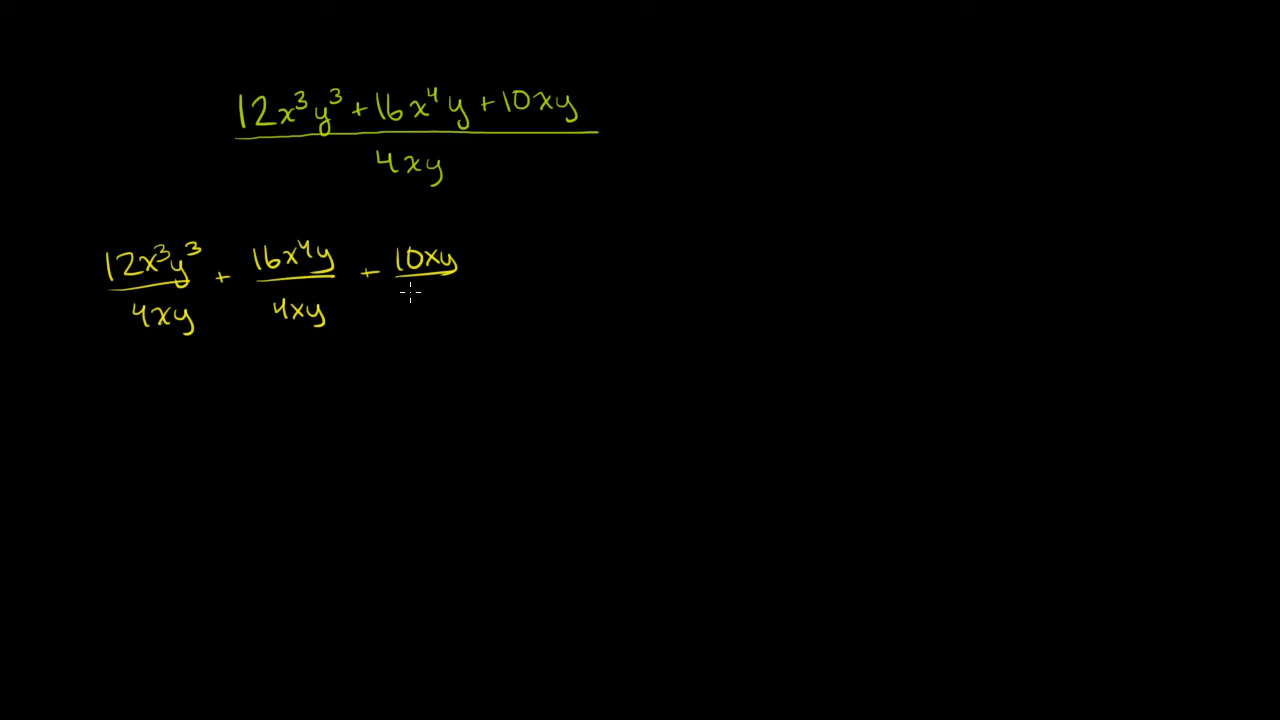 12x³y³ + 16x⁴y + 10xy
4xy
12x³y³ + 16x⁴y + 10xy
4xy 4xy